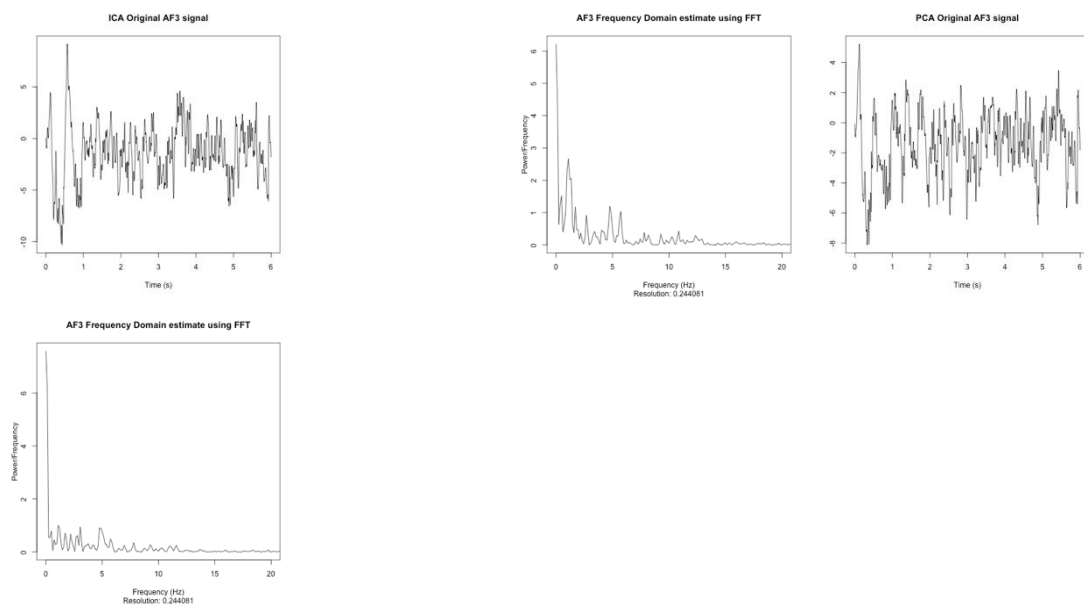 ICA Original AF3 signal
5
0
-5
-10
0 1 2 3 4 5 6
Time (s)
AF3 Frequency Domain estimate using FFT
Power/Frequency
6
5
4
3
2
1
0
0 5 10 15 20
Frequency (Hz)
Resolution: 0.244081
PCA Original AF3 signal
4
2
0
-2
-4
-6
-8
0 1 2 3 4 5 6
Time (s)
AF3 Frequency Domain estimate using FFT
Power/Frequency
6
4
2
0
0 5 10 15 20
Frequency (Hz)
Resolution: 0.244081